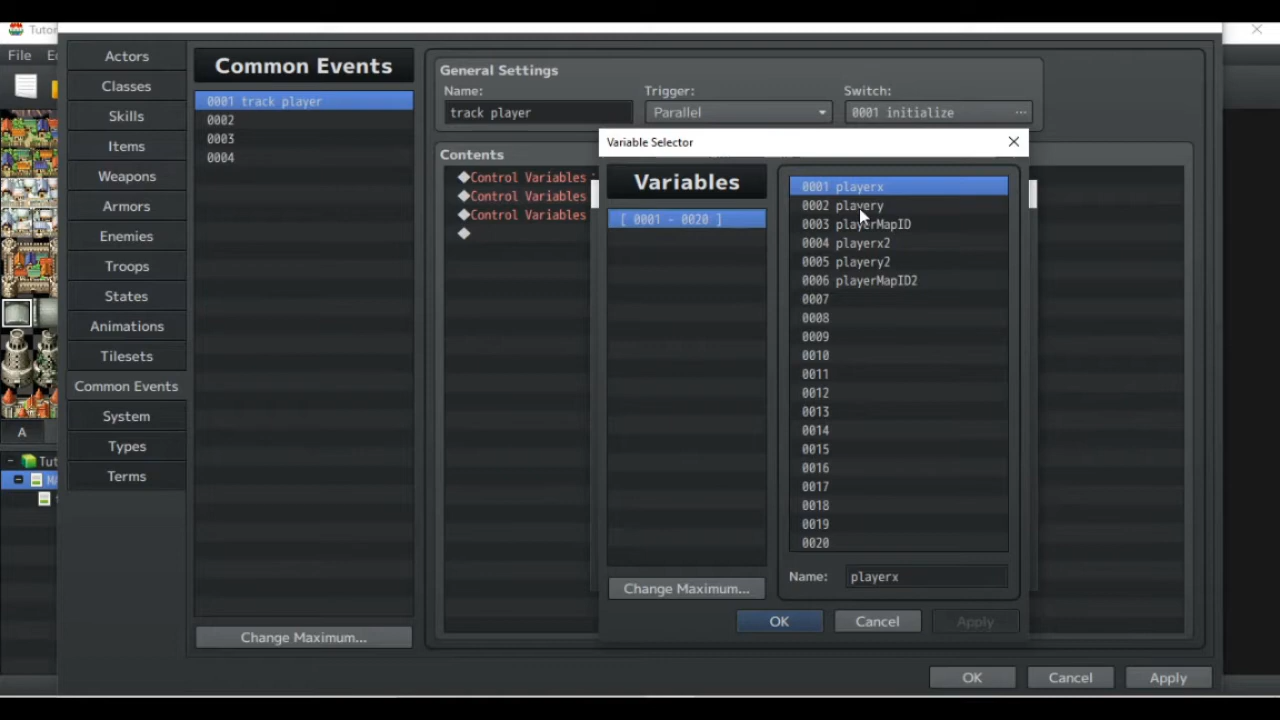 Tuto
File
Actors
Classes
Skills
Items
Weapons
Armors
Enemies
Troops
States
Animations
Tilesets
Common Events
System
Types
Terms
A
Tut
Common Events
0001 track player
0002
0003
0004
Change Maximum...
General Settings
Name:
Trigger:
Switch:
track player
Parallel
0001 initialize
...
Contents
◆Control Variables
◆Control Variables
◆Control Variables
◆
Variable Selector
Variables
[ 0001 - 0020 ]
0001 playerx
0002 playery
0003 playerMapID
0004 playerx2
0005 playery2
0006 playerMapID2
0007
0008
0009
0010
0011
0012
0013
0014
0015
0016
0017
0018
0019
0020
Change Maximum...
Name:
playerx
OK
Cancel
Apply
OK
Cancel
Apply